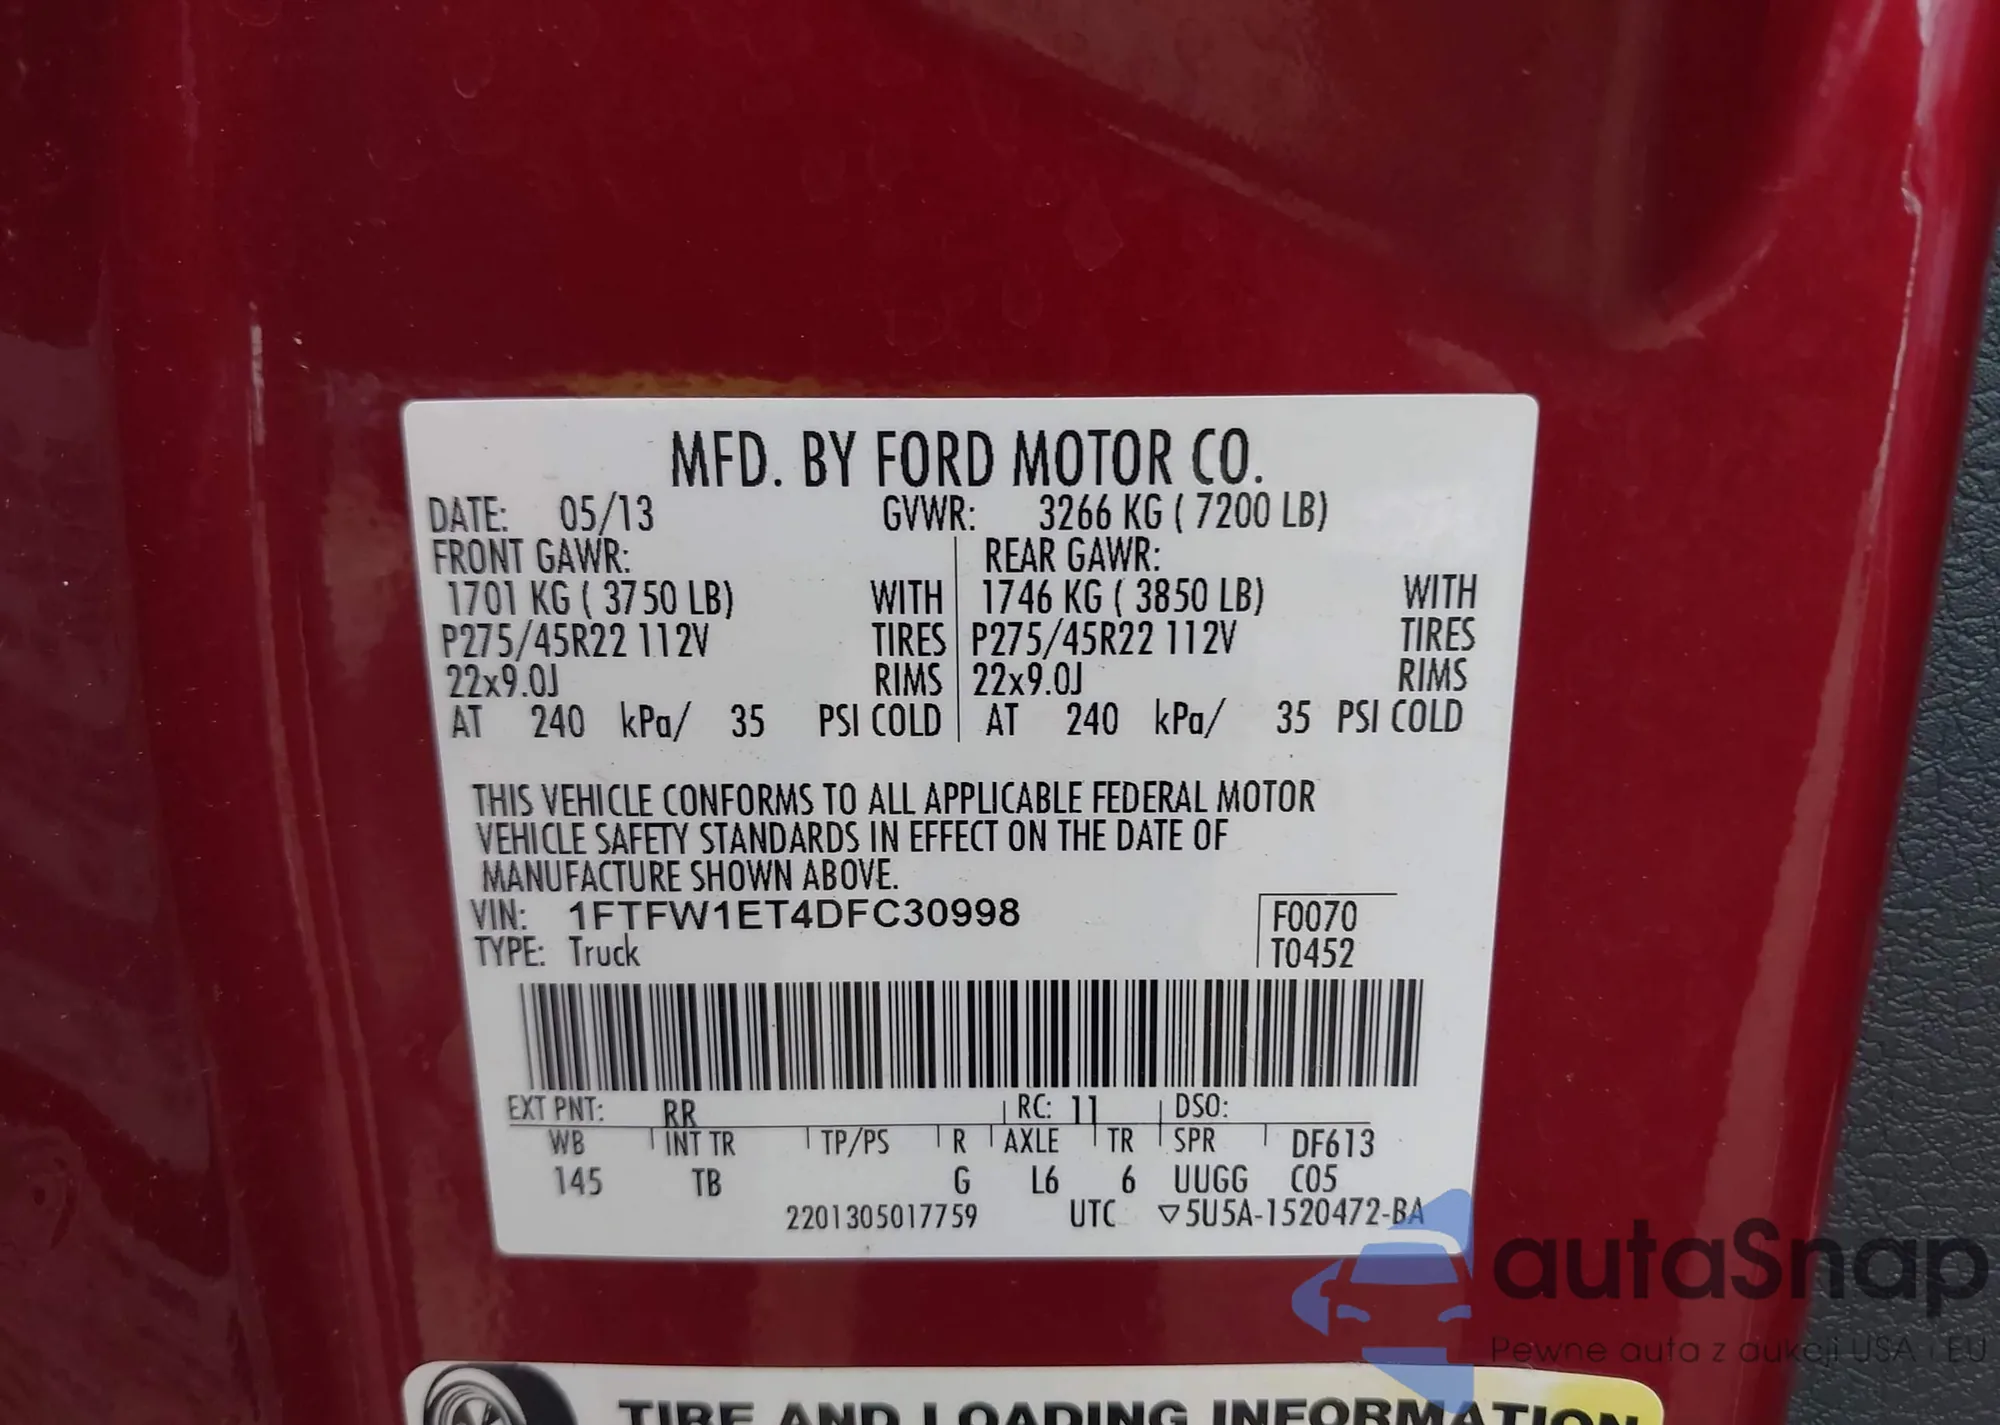 MFD. BY FORD MOTOR CO.
DATE: 05/13 GVWR: 3266 KG ( 7200 LB)
FRONT GAWR: REAR GAWR:
1701 KG ( 3750 LB) WITH 1746 KG ( 3850 LB) WITH
P275/45R22 112V TIRES P275/45R22 112V TIRES
22x9.0J RIMS 22x9.0J RIMS
AT 240 kPa/ 35 PSI COLD AT 240 kPa/ 35 PSI COLD
THIS VEHICLE CONFORMS TO ALL APPLICABLE FEDERAL MOTOR
VEHICLE SAFETY STANDARDS IN EFFECT ON THE DATE OF
MANUFACTURE SHOWN ABOVE.
VIN: 1FTFW1ET4DFC30998 F0070
TYPE: Truck T0452
EXT PNT: RR RC: 11 DSO:
WB INT TR TP/PS R AXLE TR SPR DF613
145 TB G L6 6 UUGG C05
2201305017759 UTC ▽5U5A-1520472-BA
autaSnap
Pewne auta z aukcji USA i EU
TIRE AND LOADING INFORMATION